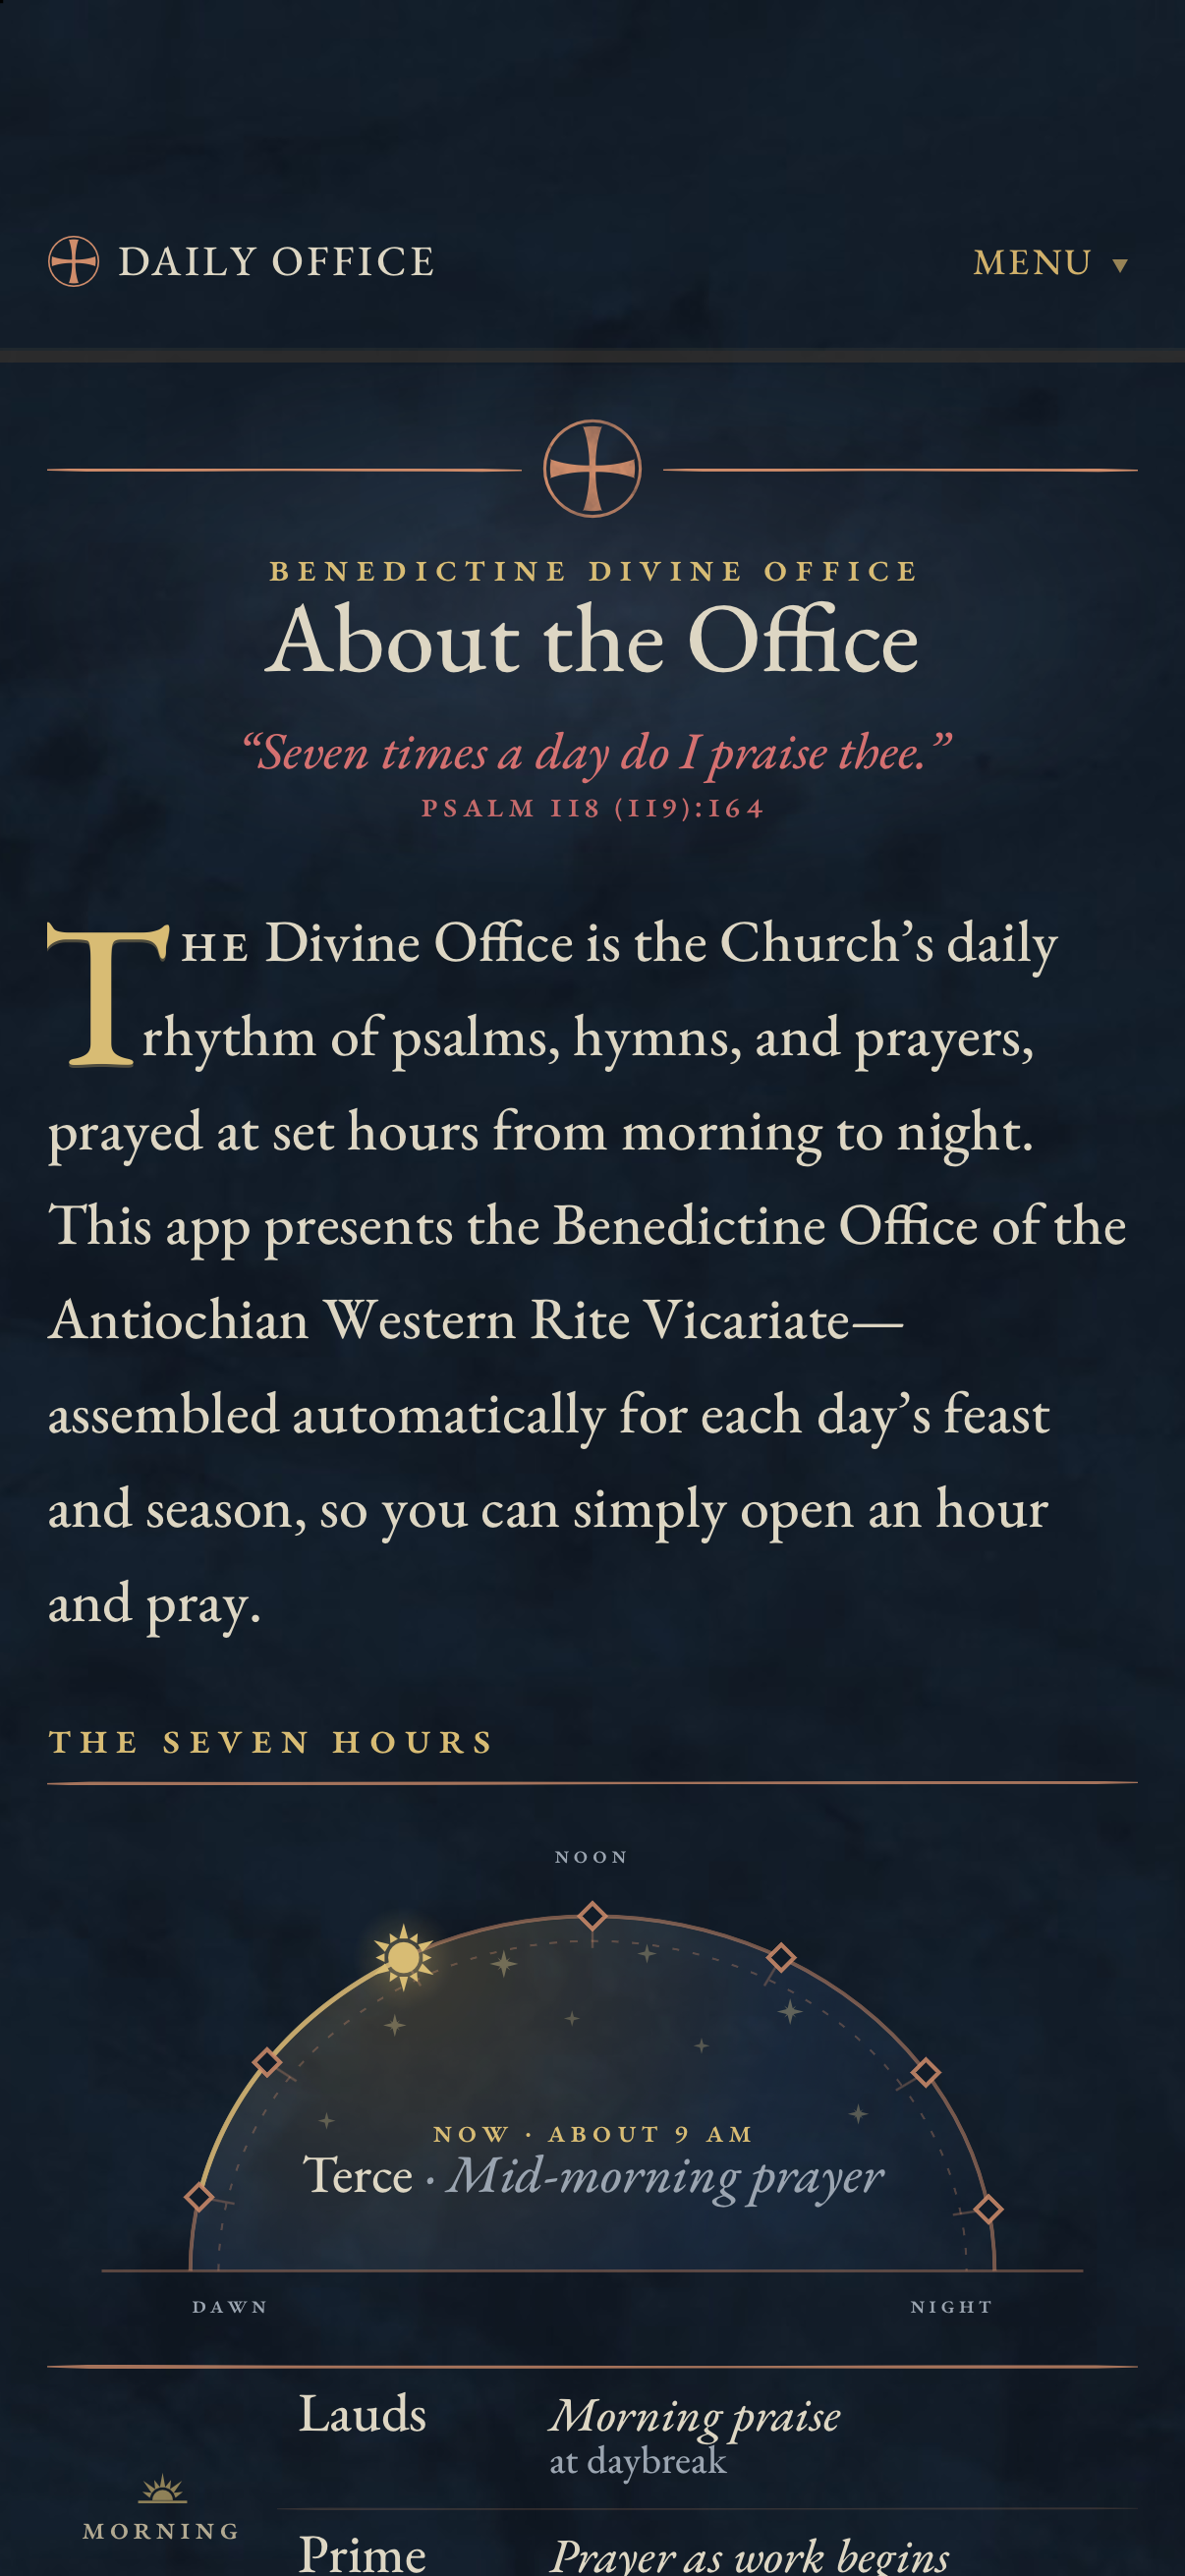 DAILY OFFICE
MENU ▼
BENEDICTINE DIVINE OFFICE
About the Office
“Seven times a day do I praise thee.”
PSALM 118 (119):164
THE Divine Office is the Church’s daily
rhythm of psalms, hymns, and prayers,
prayed at set hours from morning to night.
This app presents the Benedictine Office of the
Antiochian Western Rite Vicariate—
assembled automatically for each day’s feast
and season, so you can simply open an hour
and pray.
THE SEVEN HOURS
NOON
NOW · ABOUT 9 AM
Terce · Mid-morning prayer
DAWN
NIGHT
Lauds
Morning praise
at daybreak
MORNING
Prime
Prayer as work begins